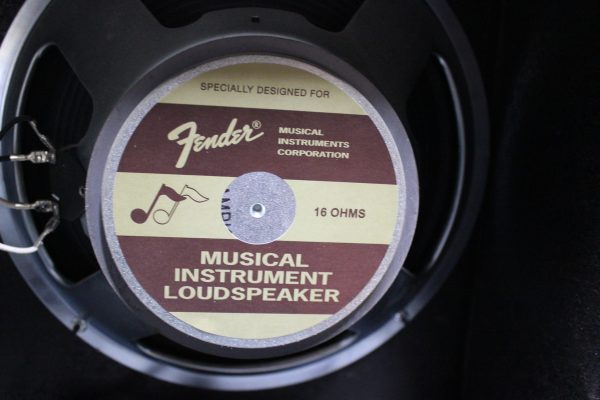 SPECIALLY DESIGNED FOR
Fender®
MUSICAL
INSTRUMENTS
CORPORATION
16 OHMS
MUSICAL
INSTRUMENT
LOUDSPEAKER